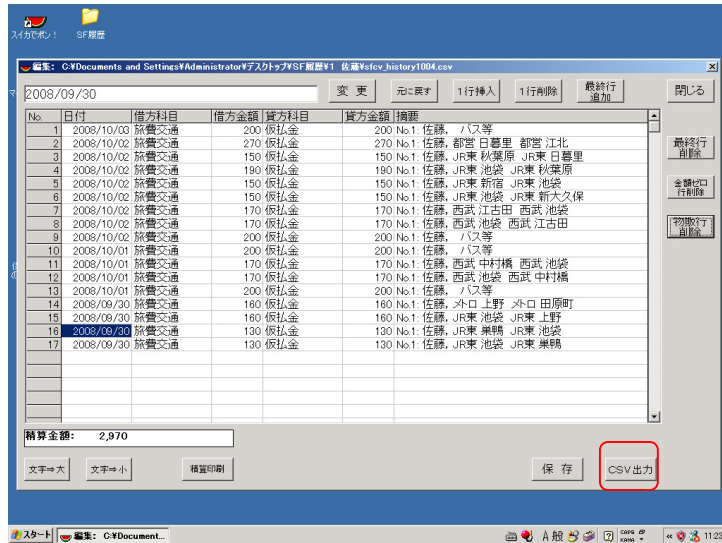 スイカでポン！ SF履歴
編集： C:¥Documents and Settings¥Administrator¥デスクトップ¥SF履歴¥1 佐藤¥sfcv_history1004.csv
2008/09/30 変 更 元に戻す 1行挿入 1行削除 最終行追加 閉じる
No. 日付 借方科目 借方金額 貸方科目 貸方金額 摘要
1 2008/10/03 旅費交通 200 仮払金 200 No.1: 佐藤, バス等
2 2008/10/02 旅費交通 270 仮払金 270 No.1: 佐藤, 都営 日暮里 都営 江北
3 2008/10/02 旅費交通 150 仮払金 150 No.1: 佐藤, JR東 秋葉原 JR東 日暮里
4 2008/10/02 旅費交通 190 仮払金 190 No.1: 佐藤, JR東 池袋 JR東 秋葉原
5 2008/10/02 旅費交通 150 仮払金 150 No.1: 佐藤, JR東 新宿 JR東 池袋
6 2008/10/02 旅費交通 150 仮払金 150 No.1: 佐藤, JR東 池袋 JR東 新大久保
7 2008/10/02 旅費交通 170 仮払金 170 No.1: 佐藤, 西武 江古田 西武 池袋
8 2008/10/02 旅費交通 170 仮払金 170 No.1: 佐藤, 西武 池袋 西武 江古田
9 2008/10/02 旅費交通 200 仮払金 200 No.1: 佐藤, バス等
10 2008/10/01 旅費交通 200 仮払金 200 No.1: 佐藤, バス等
11 2008/10/01 旅費交通 170 仮払金 170 No.1: 佐藤, 西武 中村橋 西武 池袋
12 2008/10/01 旅費交通 170 仮払金 170 No.1: 佐藤, 西武 池袋 西武 中村橋
13 2008/10/01 旅費交通 200 仮払金 200 No.1: 佐藤, バス等
14 2008/09/30 旅費交通 160 仮払金 160 No.1: 佐藤, メトロ 上野 メトロ 田原町
15 2008/09/30 旅費交通 160 仮払金 160 No.1: 佐藤, JR東 池袋 JR東 上野
16 2008/09/30 旅費交通 130 仮払金 130 No.1: 佐藤, JR東 巣鴨 JR東 池袋
17 2008/09/30 旅費交通 130 仮払金 130 No.1: 佐藤, JR東 池袋 JR東 巣鴨
最終行削除
金額ゼロ行削除
物販行削除
積算金額： 2,970
文字⇒大 文字⇒小 積算印刷 保 存 CSV出力
スタート 編集： C:¥Document... A 般 CAPS KANA 11:23